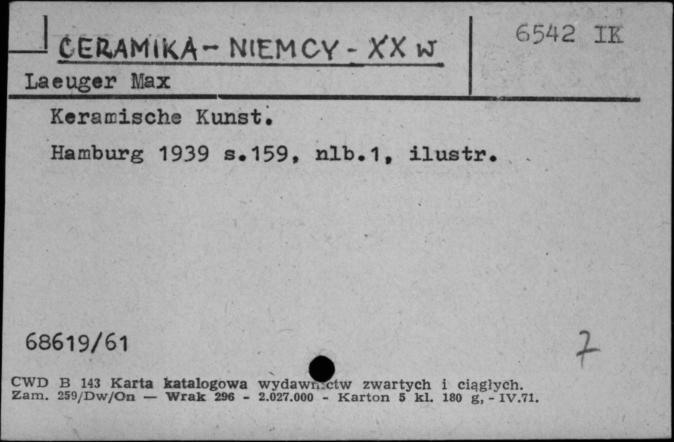 CERAMIKA - NIEMCY - XX W
6542 IK
Laeuger Max
Keramische Kunst.
Hamburg 1939 s.159, nlb.1, ilustr.
68619/61
7
CWD B 143 Karta katalogowa wydawnictw zwartych i ciągłych.
Zam. 259/Dw/On — Wrak 296 - 2.027.000 - Karton 5 kl. 180 g, - IV.71.